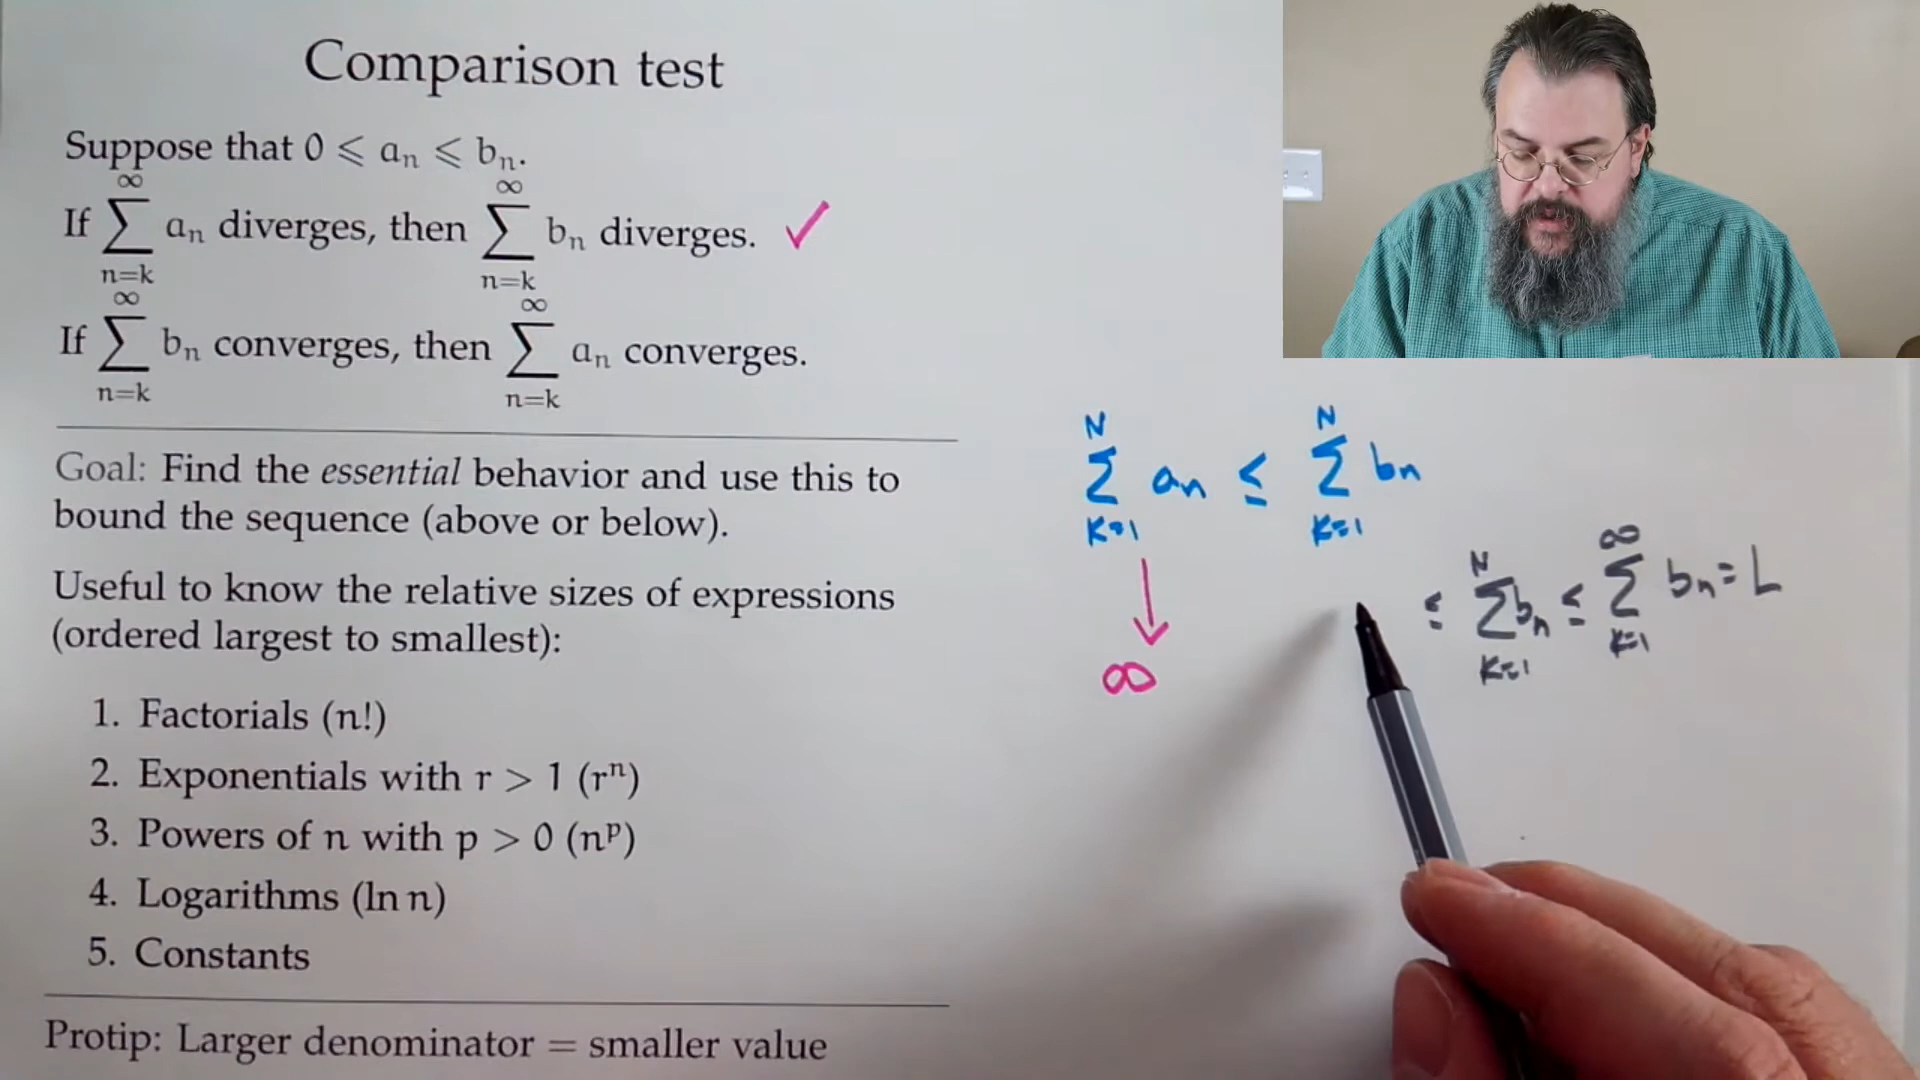 Comparison test
Suppose that 0 ⩽ aₙ ⩽ bₙ.
If ∑_{n=k}^{∞} aₙ diverges, then ∑_{n=k}^{∞} bₙ diverges. ✓
If ∑_{n=k}^{∞} bₙ converges, then ∑_{n=k}^{∞} aₙ converges.
Goal: Find the essential behavior and use this to
bound the sequence (above or below).
Useful to know the relative sizes of expressions
(ordered largest to smallest):
1. Factorials (n!)
2. Exponentials with r > 1 (rⁿ)
3. Powers of n with p > 0 (nᵖ)
4. Logarithms (ln n)
5. Constants
Protip: Larger denominator = smaller value
∑_{k=1}^{N} aₙ ≤ ∑_{k=1}^{N} bₙ
↓
∞
≤ ∑_{k=1}^{N} bₙ ≤ ∑_{k=1}^{∞} bₙ = L